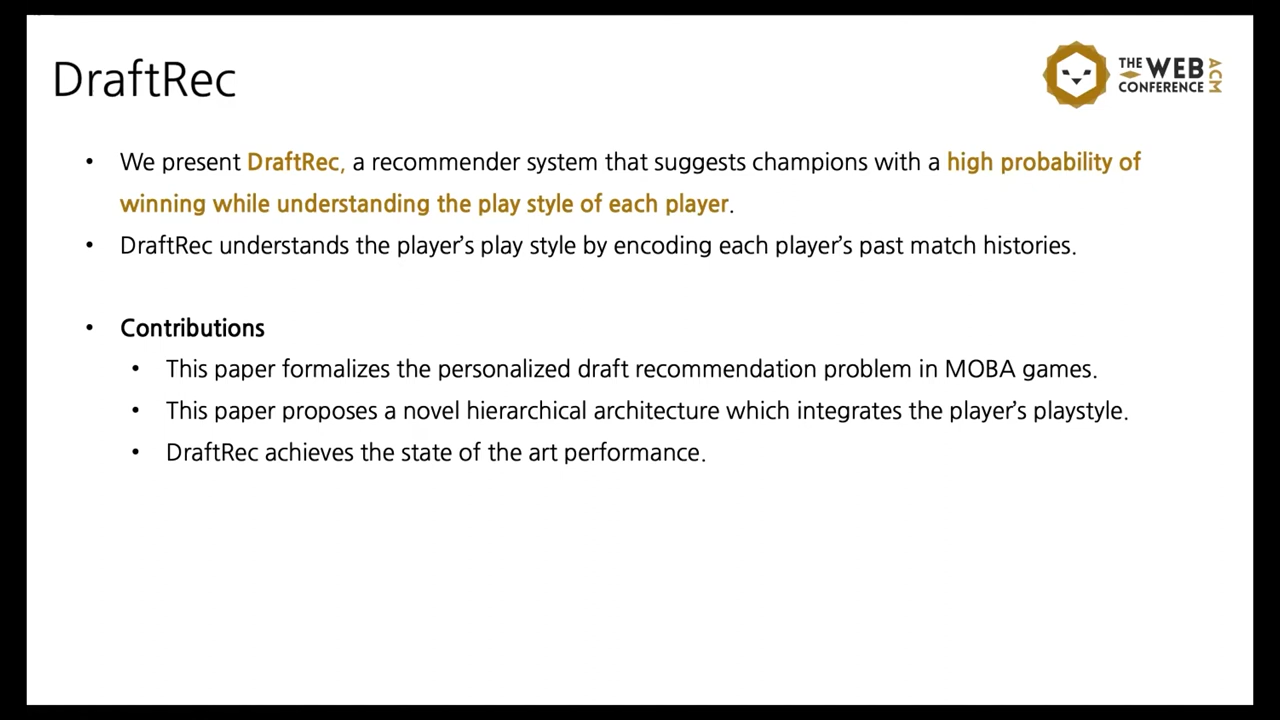 DraftRec
THE WEB CONFERENCE ACM
• We present DraftRec, a recommender system that suggests champions with a high probability of
winning while understanding the play style of each player.
• DraftRec understands the player's play style by encoding each player's past match histories.
• Contributions
• This paper formalizes the personalized draft recommendation problem in MOBA games.
• This paper proposes a novel hierarchical architecture which integrates the player's playstyle.
• DraftRec achieves the state of the art performance.